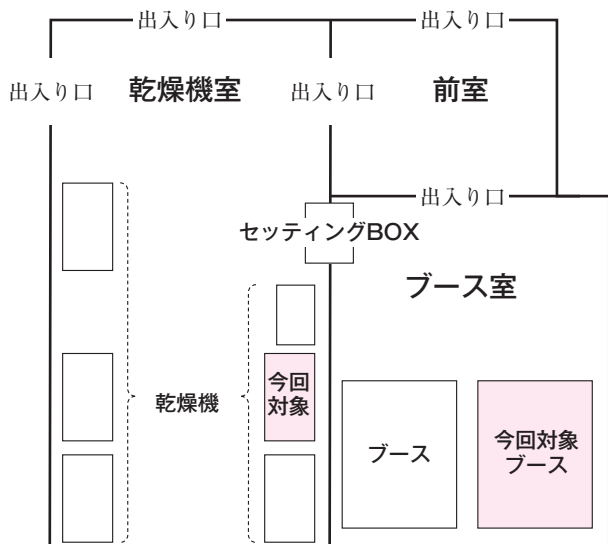 出入り口
出入り口
出入り口
乾燥機室
出入り口
前室
出入り口
セッティングBOX
ブース室
今回
対象
乾燥機
ブース
今回対象
ブース